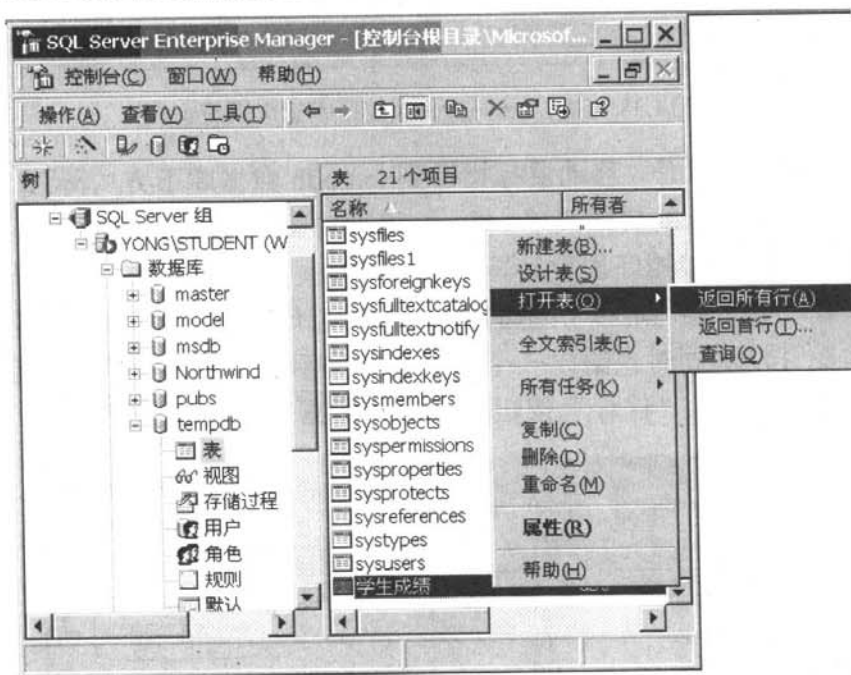 SQL Server Enterprise Manager - [控制台根目录\Microsof...
控制台(C) 窗口(W) 帮助(H)
操作(A) 查看(V) 工具(T)
树
表 21 个项目
名称 所有者
SQL Server 组
YONG\STUDENT (W
数据库
master
model
msdb
Northwind
pubs
tempdb
表
视图
存储过程
用户
角色
规则
默认
sysfiles
sysfiles1
sysforeignkeys
sysfulltextcatalog
sysfulltextnotify
sysindexes
sysindexkeys
sysmembers
sysobjects
syspermissions
sysproperties
sysprotects
sysreferences
systypes
sysusers
学生成绩
新建表(B)...
设计表(S)
打开表(O)
全文索引表(F)
所有任务(K)
复制(C)
删除(D)
重命名(M)
属性(R)
帮助(H)
返回所有行(A)
返回首行(T)...
查询(Q)